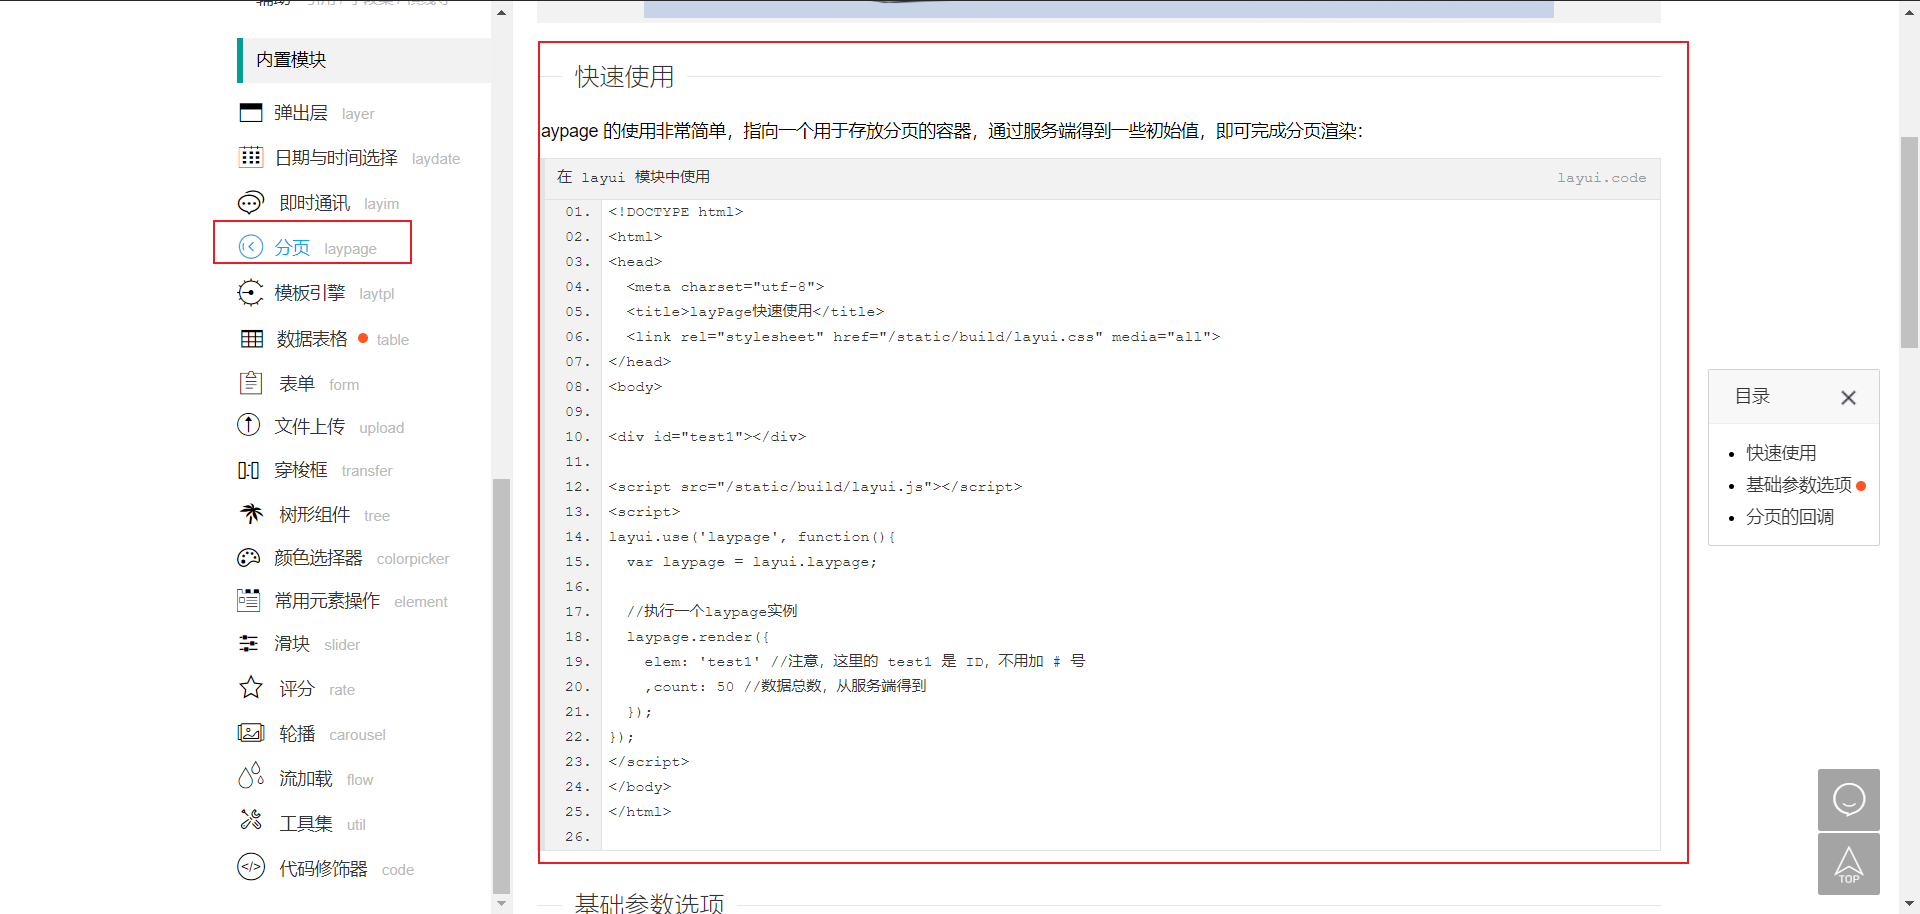 内置模块
弹出层 layer
日期与时间选择 laydate
即时通讯 layim
分页 laypage
模板引擎 laytpl
数据表格 table
表单 form
文件上传 upload
穿梭框 transfer
树形组件 tree
颜色选择器 colorpicker
常用元素操作 element
滑块 slider
评分 rate
轮播 carousel
流加载 flow
工具集 util
代码修饰器 code
快速使用
aypage 的使用非常简单，指向一个用于存放分页的容器，通过服务端得到一些初始值，即可完成分页渲染：
在 layui 模块中使用 layui.code
01. <!DOCTYPE html>
02. <html>
03. <head>
04.   <meta charset="utf-8">
05.   <title>layPage快速使用</title>
06.   <link rel="stylesheet" href="/static/build/layui.css" media="all">
07. </head>
08. <body>
09.
10. <div id="test1"></div>
11.
12. <script src="/static/build/layui.js"></script>
13. <script>
14. layui.use('laypage', function(){
15.   var laypage = layui.laypage;
16.
17.   //执行一个laypage实例
18.   laypage.render({
19.     elem: 'test1' //注意，这里的 test1 是 ID，不用加 # 号
20.     ,count: 50 //数据总数，从服务端得到
21.   });
22. });
23. </script>
24. </body>
25. </html>
26.
基础参数选项
目录
快速使用
基础参数选项
分页的回调
TOP